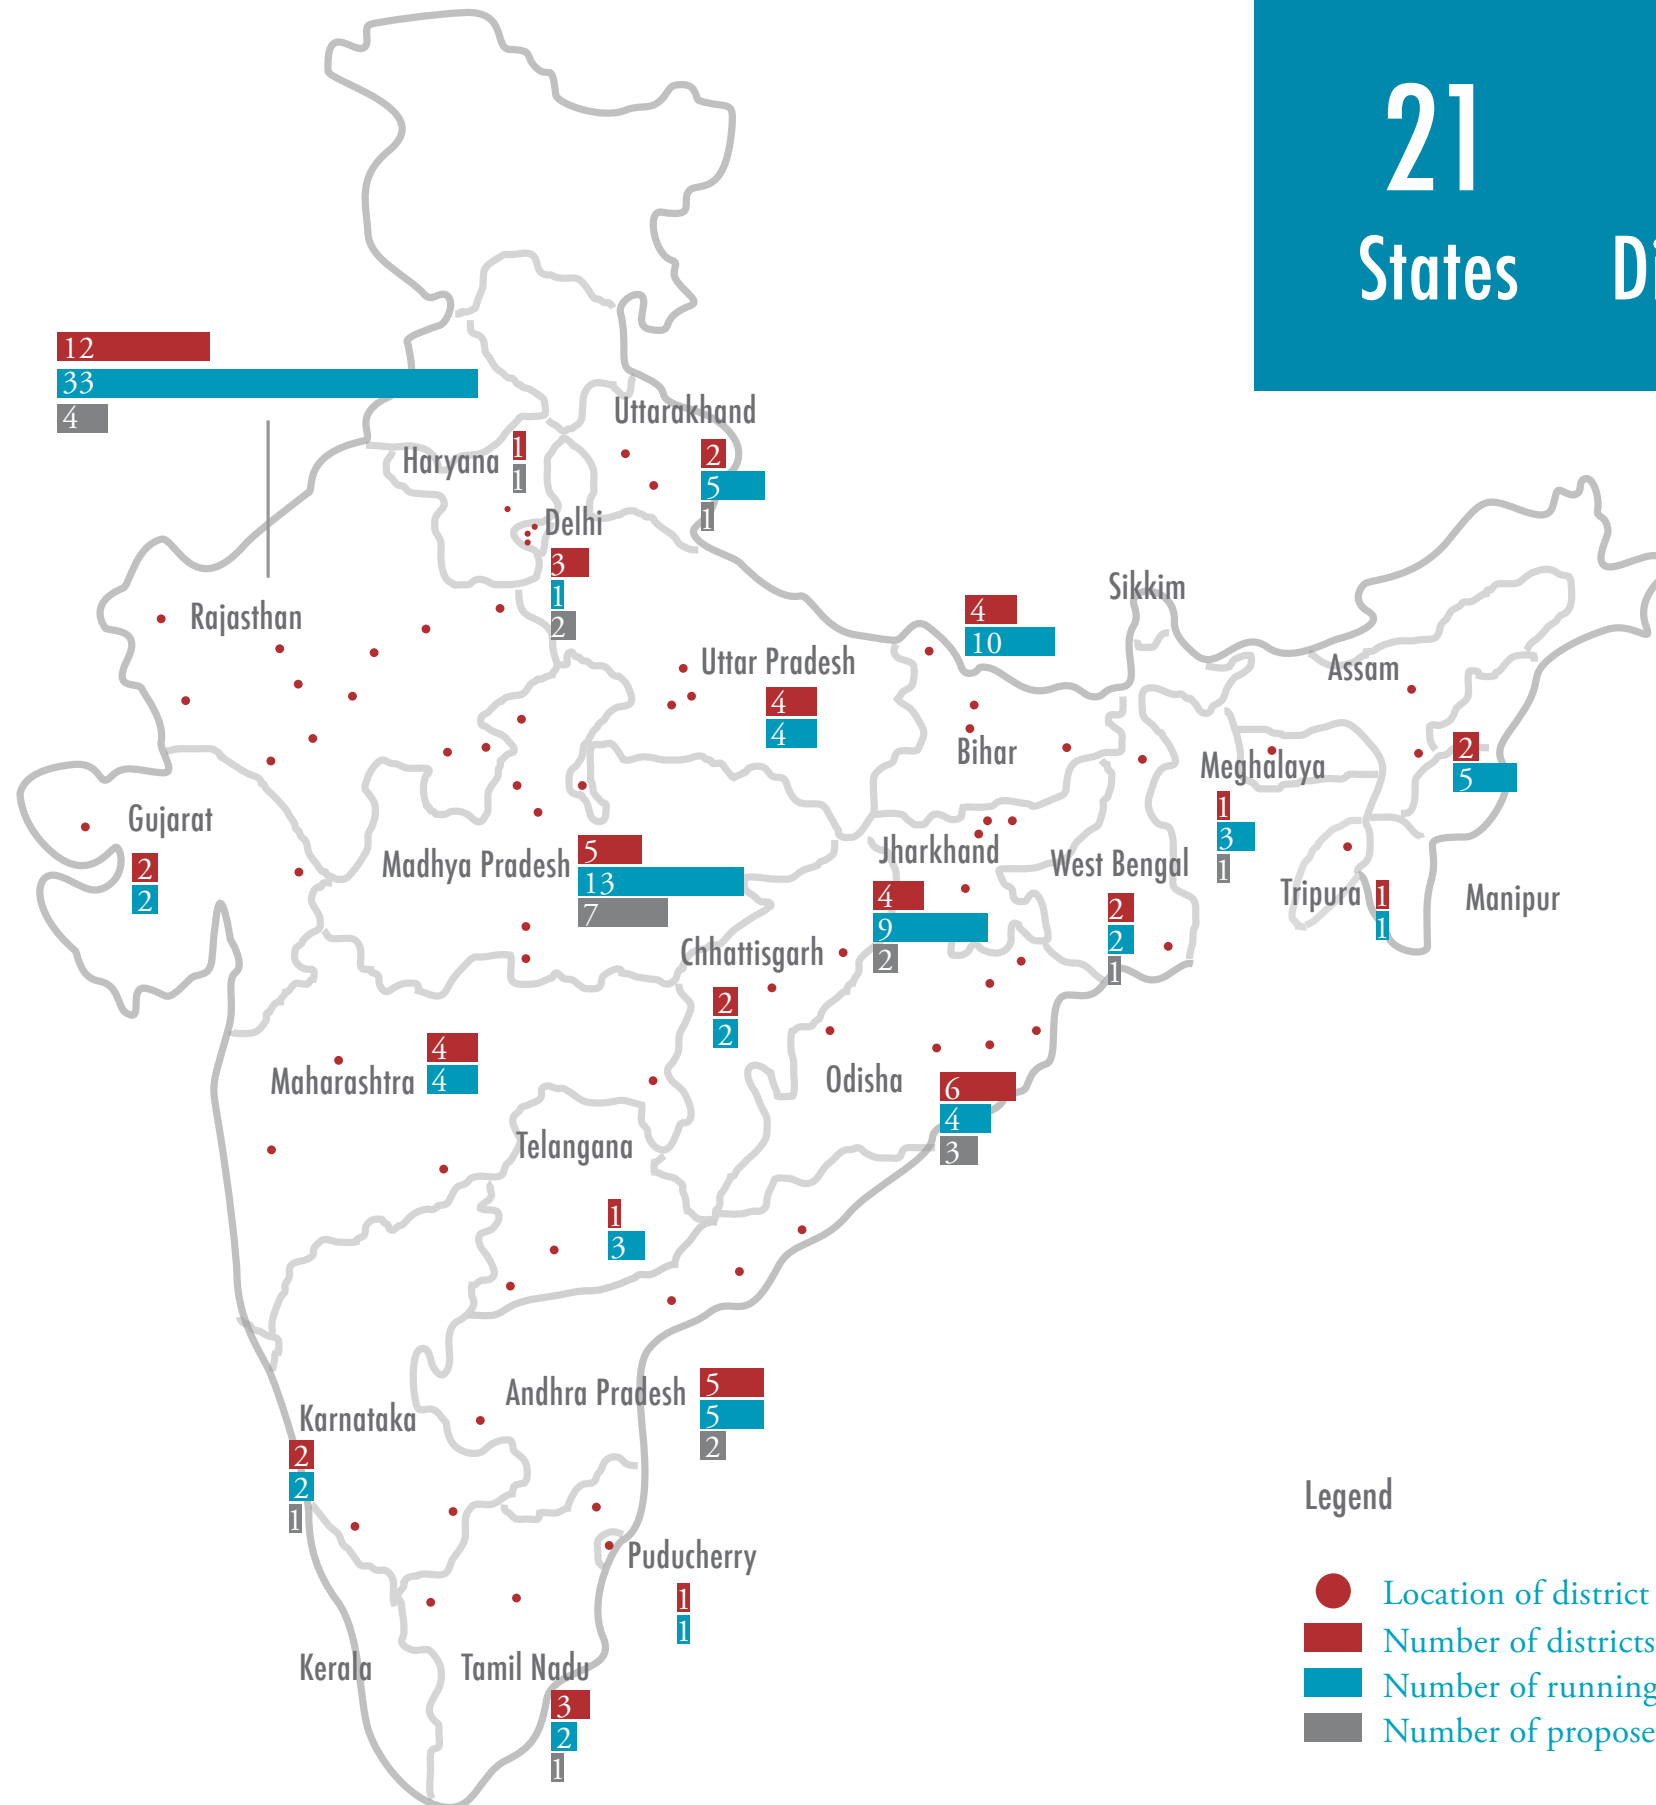 21
States
Di
12
33
4
Uttarakhand
2
5
1
Haryana
1
1
Delhi
3
1
2
Sikkim
4
10
Rajasthan
Uttar Pradesh
4
4
Assam
Bihar
2
5
Meghalaya
1
3
1
Gujarat
2
2
Madhya Pradesh
5
13
7
Jharkhand
4
9
2
West Bengal
2
2
1
Tripura
1
1
Manipur
Chhattisgarh
2
2
Maharashtra
4
4
Odisha
6
4
3
Telangana
1
3
Andhra Pradesh
5
5
2
Karnataka
2
2
1
Puducherry
1
1
Kerala
Tamil Nadu
3
2
1
Legend
Location of district
Number of districts
Number of running
Number of propose